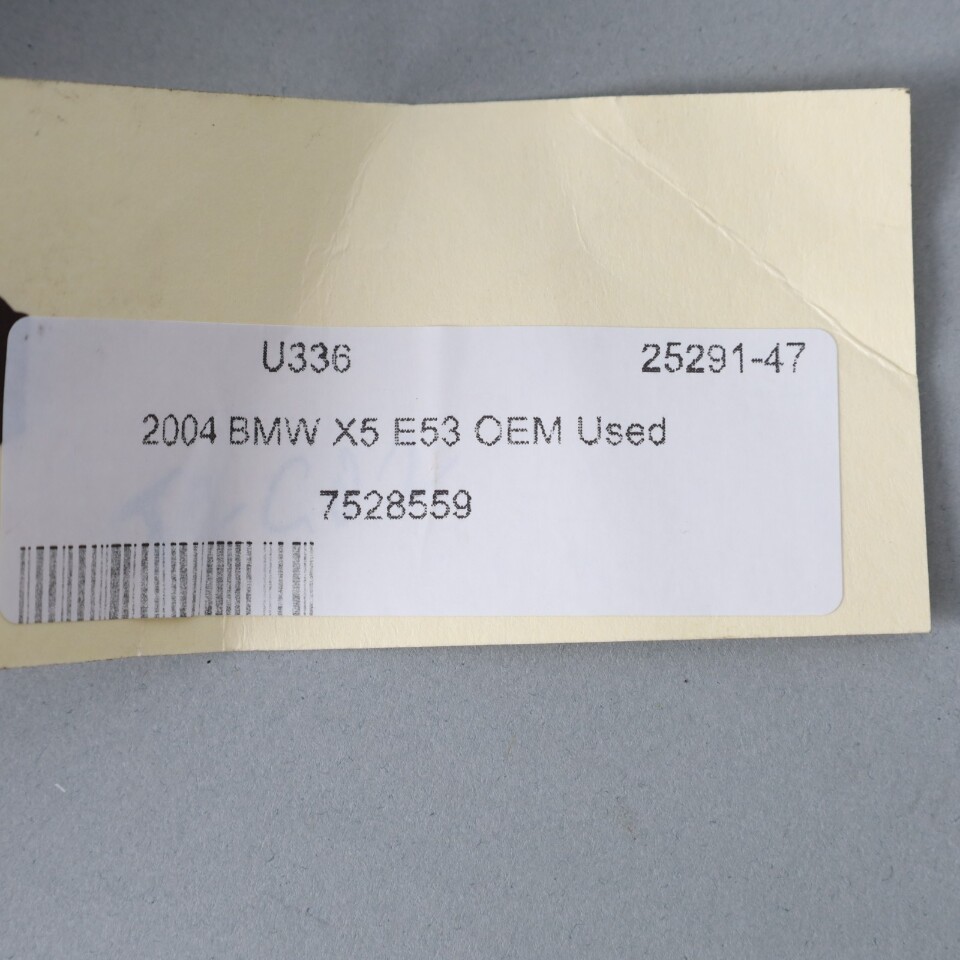 U336 25291-47
2004 BMW X5 E53 OEM Used
7528559